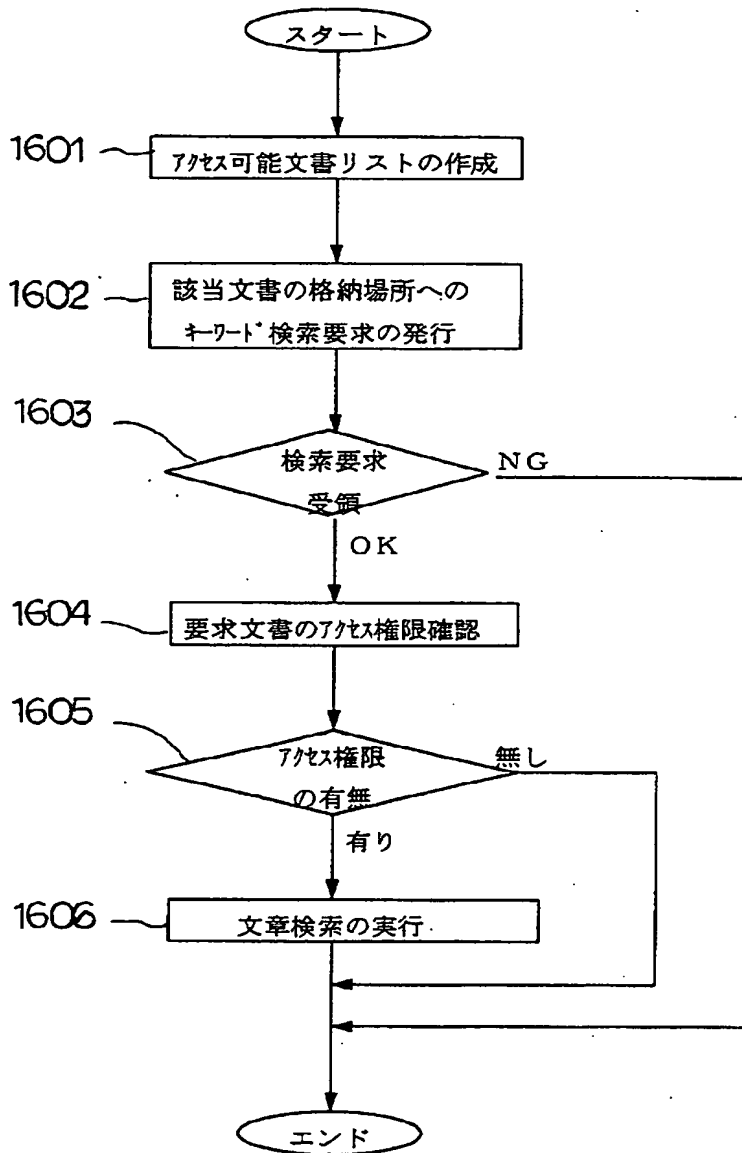 スタート
1601
アクセス可能文書リストの作成
1602
該当文書の格納場所への
キーワード検索要求の発行
1603
検索要求
受領
NG
OK
1604
要求文書のアクセス権限確認
1605
アクセス権限
の有無
無し
有り
1606
文章検索の実行
エンド